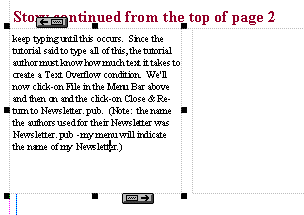 Story continued from the top of page 2
keep typing until this occurs. Since the
tutorial said to type all of this, the tutorial
author must know how much text it takes to
create a Text Overflow condition. We'll
now click-on File in the Menu Bar above
and then on and the click-on Close & Re-
turn to Newsletter. pub. (Note: the name
the authors used for their Newsletter was
Newsletter. pub -my menu will indicate
the name of my Newsletter.)